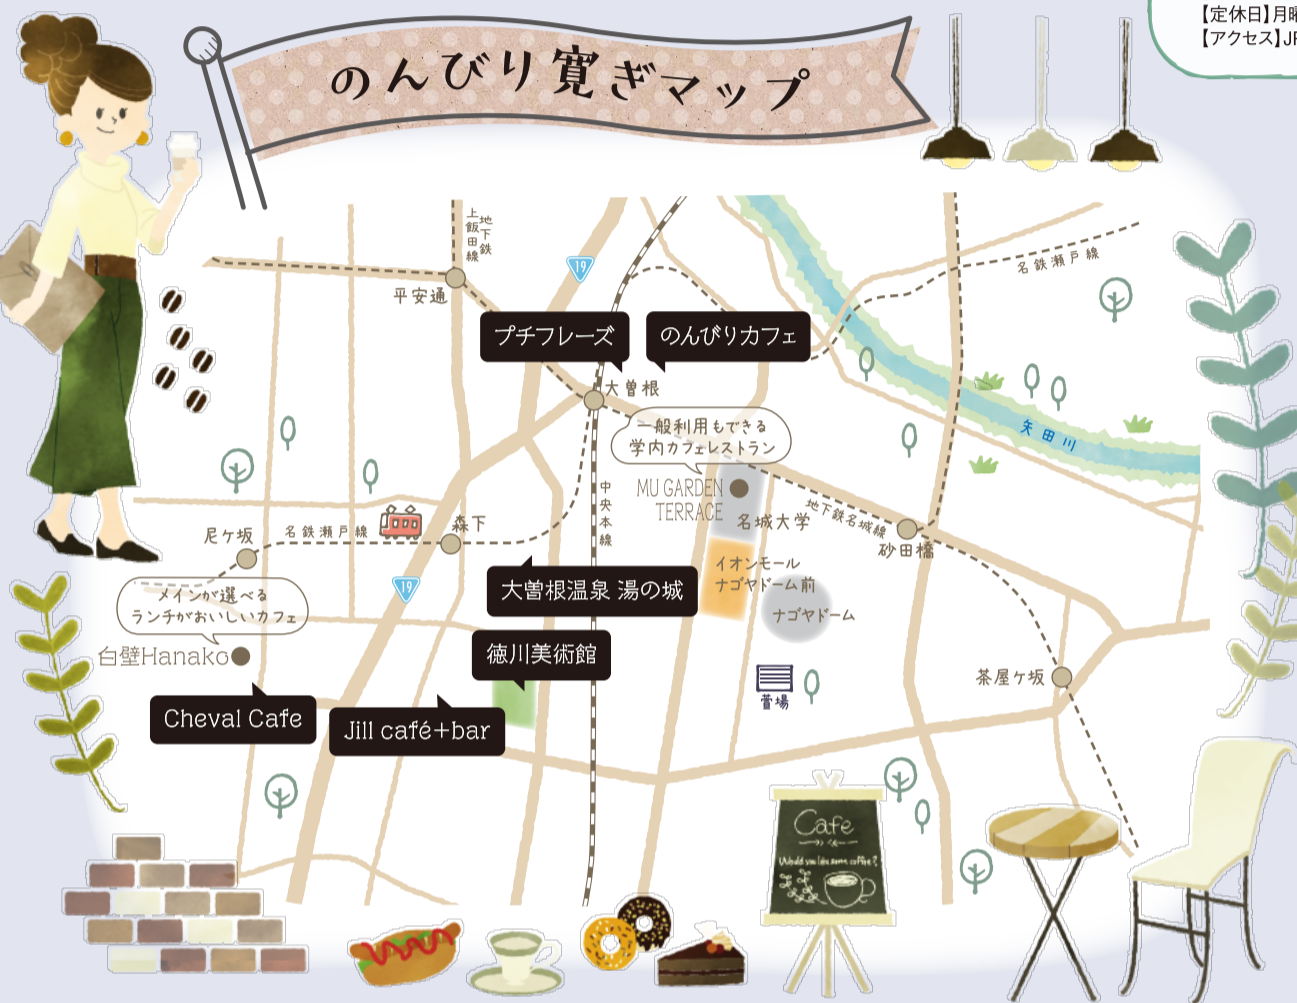 【定休日】月曜
【アクセス】JR
のんびり寛ぎマップ
地下鉄
上飯田線
19
名鉄瀬戸線
平安通
プチフレーズ
のんびりカフェ
大曽根
一般利用もできる
学内カフェレストラン
矢田川
MU GARDEN
TERRACE
名城大学
地下鉄名城線
砂田橋
中央本線
尼ケ坂
名鉄瀬戸線
森下
19
イオンモール
ナゴヤドーム前
ナゴヤドーム
大曽根温泉 湯の城
メインが選べる
ランチがおいしいカフェ
白壁Hanako
徳川美術館
茶屋ケ坂
萱場
Cheval Cafe
Jill café+bar
Cafe
Would you like some coffee?